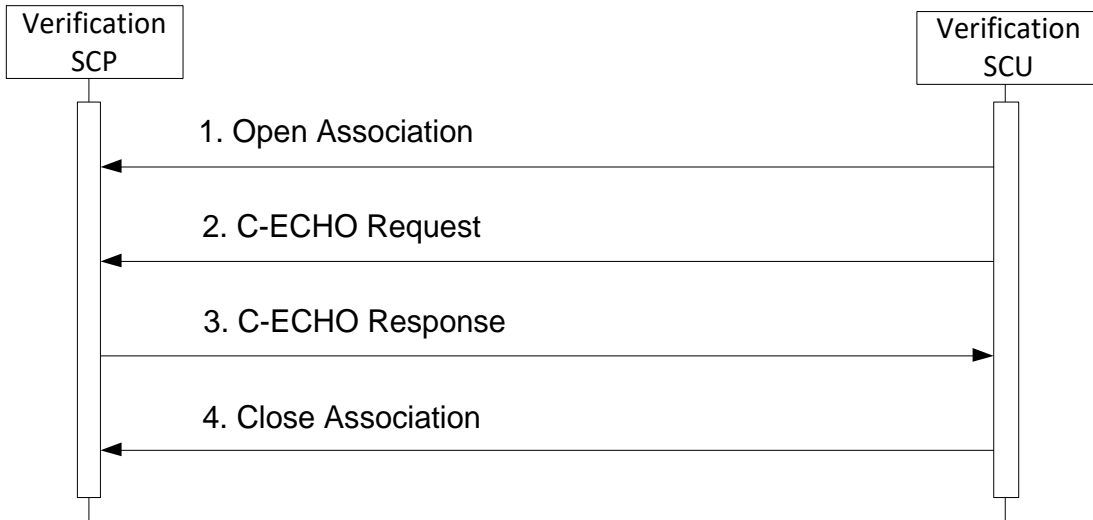 Verification
SCP
Verification
SCU
1. Open Association
2. C-ECHO Request
3. C-ECHO Response
4. Close Association